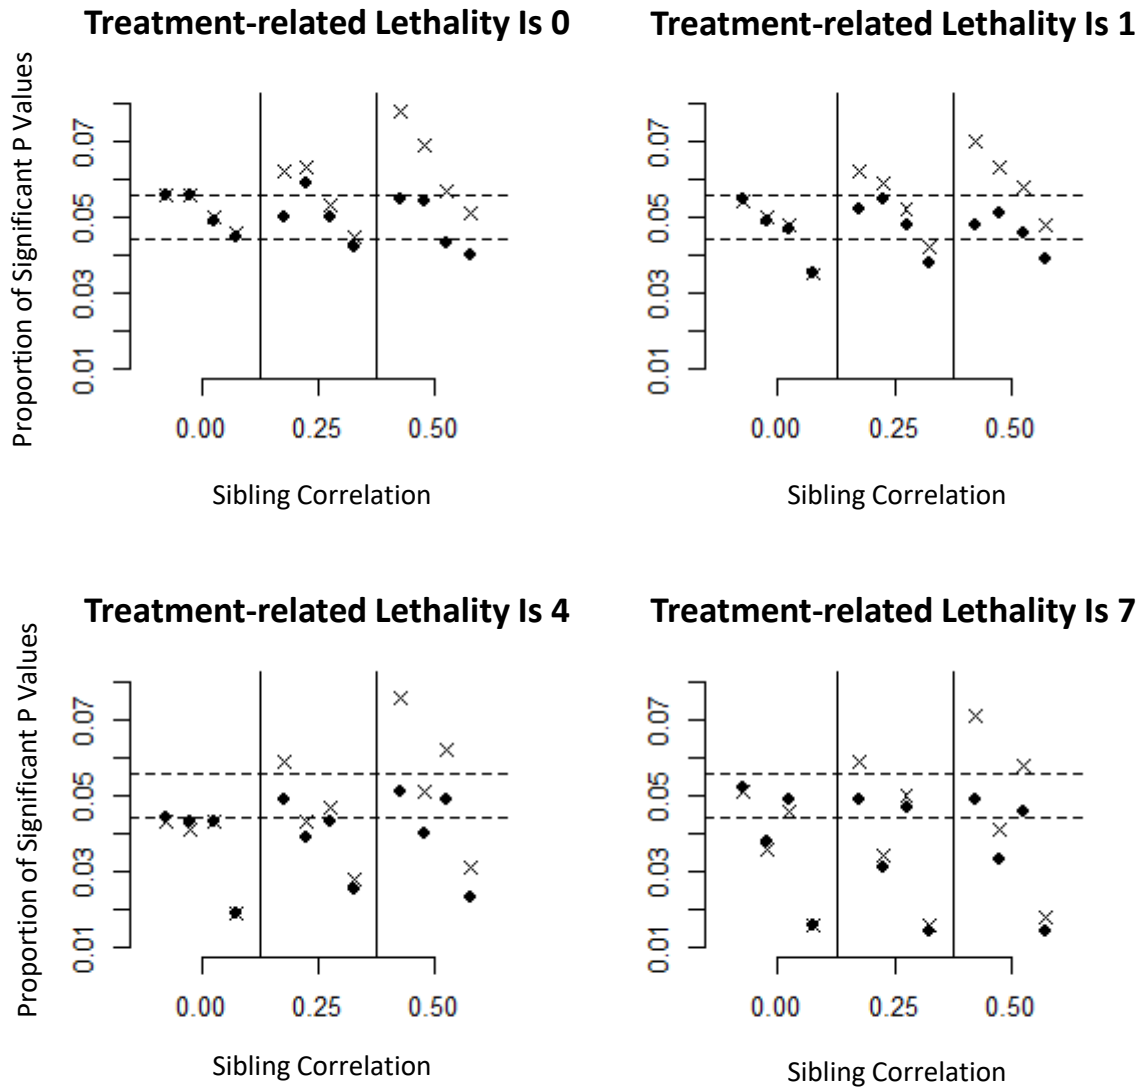 Treatment-related Lethality Is 0
Treatment-related Lethality Is 1
Proportion of Significant P Values
0.07
0.05
0.03
0.01
0.00 0.25 0.50
Sibling Correlation
0.07
0.05
0.03
0.01
0.00 0.25 0.50
Sibling Correlation
Treatment-related Lethality Is 4
Treatment-related Lethality Is 7
Proportion of Significant P Values
0.07
0.05
0.03
0.01
0.00 0.25 0.50
Sibling Correlation
0.07
0.05
0.03
0.01
0.00 0.25 0.50
Sibling Correlation